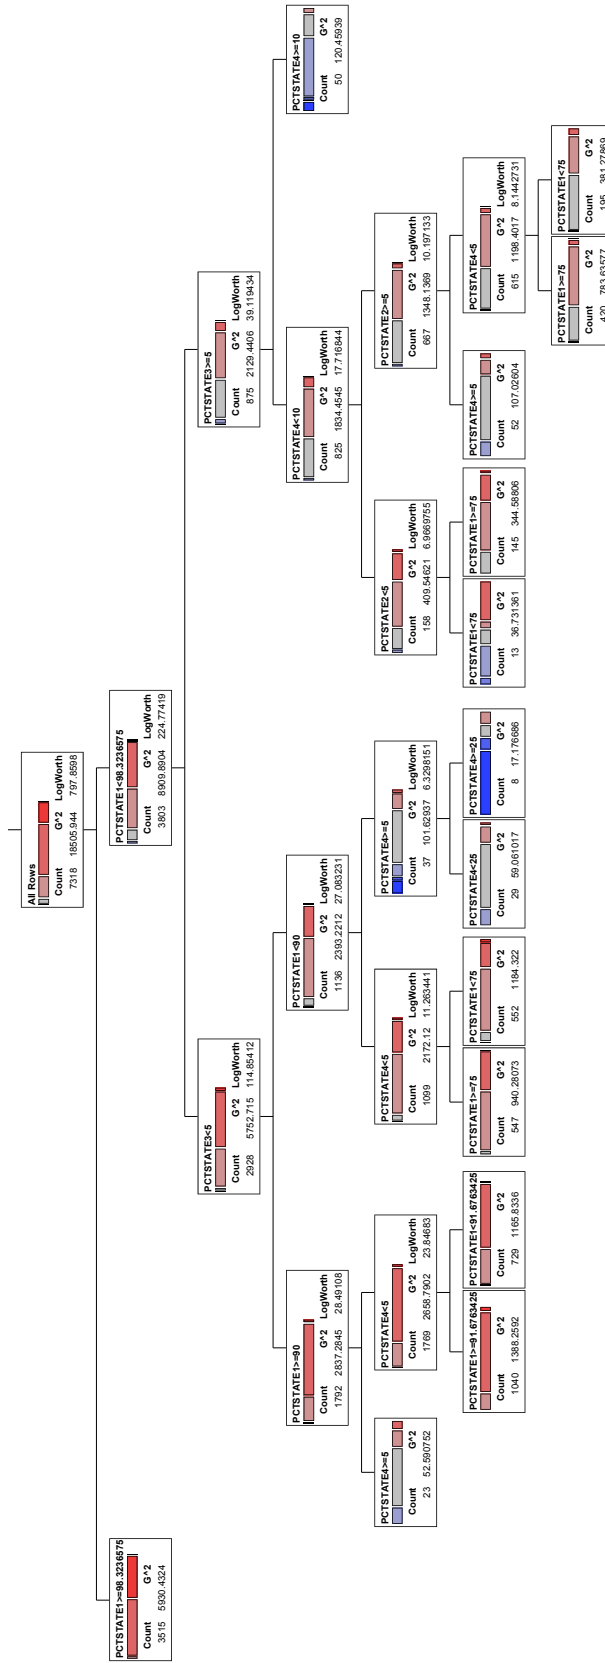 All Rows
Count G^2 LogWorth
7318 18505.944 797.8598
PCTSTATE1>=98.3236575
Count G^2
3515 5930.4324
PCTSTATE1<98.3236575
Count G^2 LogWorth
3803 8909.8904 224.77419
PCTSTATE3<5
Count G^2 LogWorth
2928 5752.715 114.85412
PCTSTATE3>=5
Count G^2 LogWorth
875 2129.4406 39.119434
PCTSTATE1>=90
Count G^2 LogWorth
1792 2837.2845 28.49108
PCTSTATE1<90
Count G^2 LogWorth
1136 2393.2212 27.083231
PCTSTATE4<10
Count G^2 LogWorth
825 1834.4545 17.716844
PCTSTATE4>=10
Count G^2
50 120.45939
PCTSTATE4>=5
Count G^2
23 52.590752
PCTSTATE4<5
Count G^2 LogWorth
1769 2658.7902 23.84683
PCTSTATE4<5
Count G^2 LogWorth
1099 2172.12 11.263441
PCTSTATE4>=5
Count G^2 LogWorth
37 101.62937 6.3298151
PCTSTATE2<5
Count G^2 LogWorth
158 409.54621 6.9669755
PCTSTATE2>=5
Count G^2 LogWorth
667 1348.1369 10.197133
PCTSTATE1>=91.6763425
Count G^2
1040 1388.2592
PCTSTATE1<91.6763425
Count G^2
729 1165.8336
PCTSTATE1>=75
Count G^2
547 940.28073
PCTSTATE1<75
Count G^2
552 1184.322
PCTSTATE4<25
Count G^2
29 59.061017
PCTSTATE4>=25
Count G^2
8 17.176686
PCTSTATE1<75
Count G^2
13 36.731361
PCTSTATE1>=75
Count G^2
145 344.58806
PCTSTATE4>=5
Count G^2
52 107.02604
PCTSTATE4<5
Count G^2 LogWorth
615 1198.4017 8.1442731
PCTSTATE1>=75
Count G^2
420 783.63577
PCTSTATE1<75
Count G^2
195 381.27869